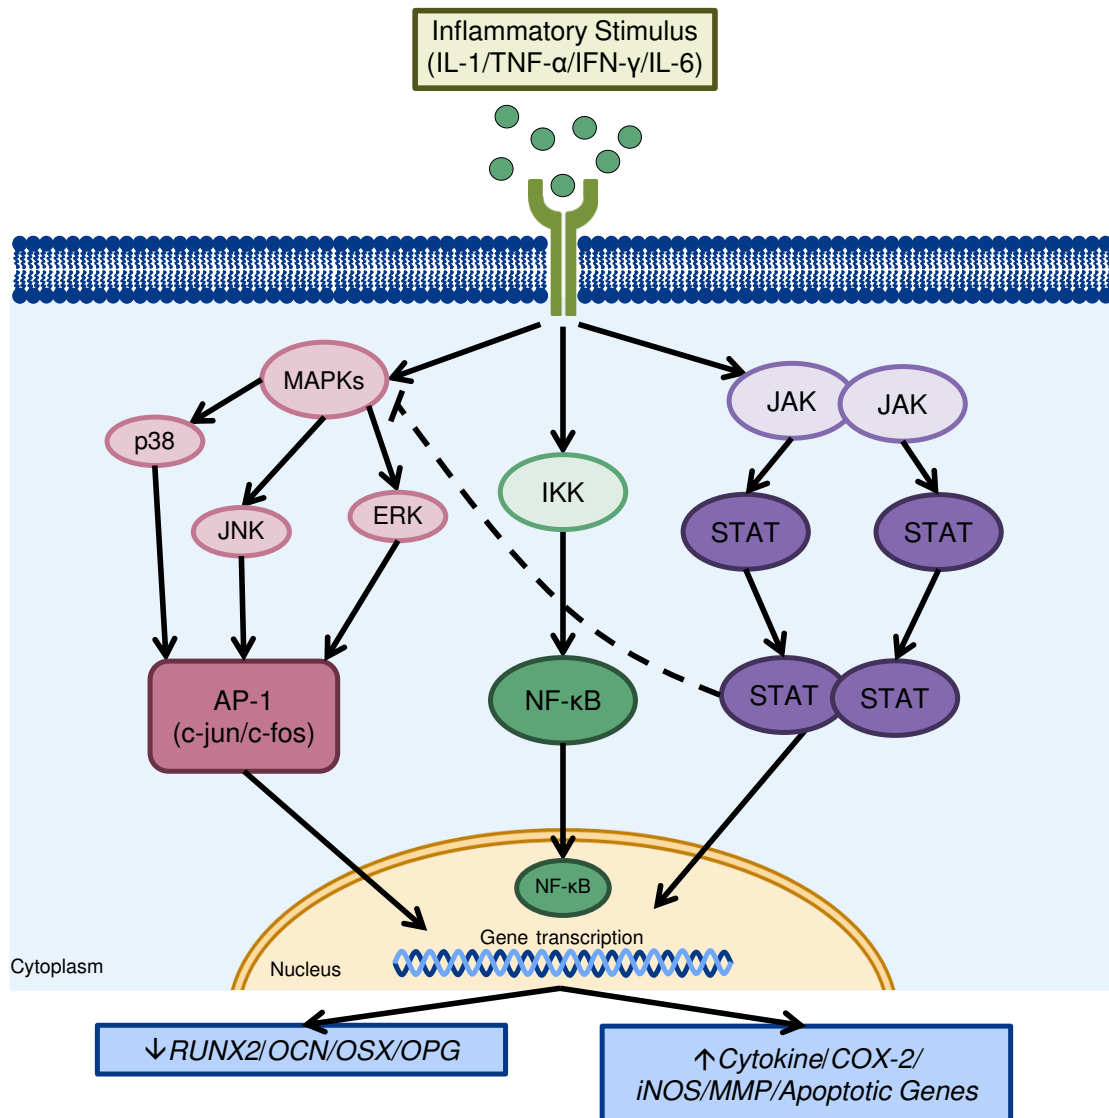 Inflammatory Stimulus
(IL-1/TNF-α/IFN-γ/IL-6)
MAPKs
JAK
JAK
p38
IKK
JNK
ERK
STAT
STAT
AP-1
(c-jun/c-fos)
NF-κB
STAT
STAT
NF-κB
Gene transcription
Cytoplasm
Nucleus
↓RUNX2/OCN/OSX/OPG
↑Cytokine/COX-2/
iNOS/MMP/Apoptotic Genes